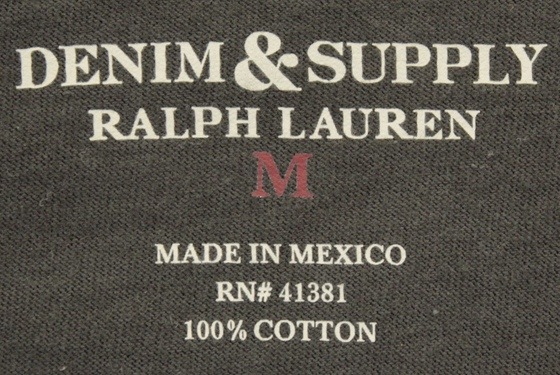 DENIM & SUPPLY
RALPH LAUREN
M
MADE IN MEXICO
RN# 41381
100% COTTON